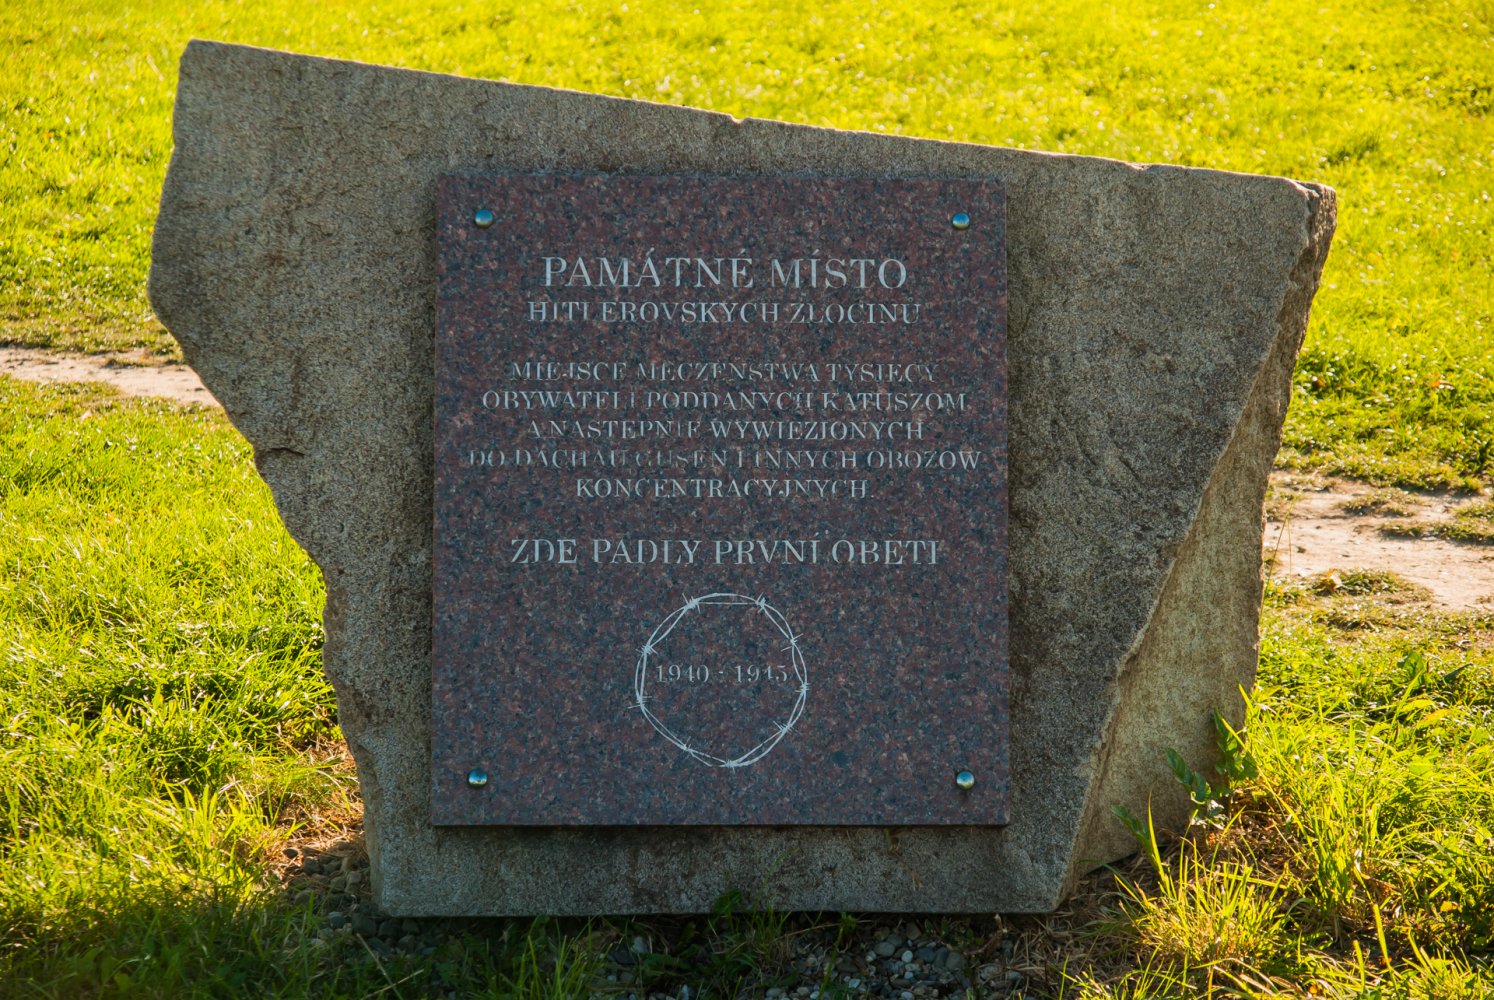 PAMÁTNÉ MÍSTO
HITLEROVSKÝCH ZLOČINŮ
MIEJSCE MĘCZEŃSTWA TYSIĘCY
OBYWATELI PODDANYCH KATUSZOM
A NASTĘPNIE WYWIEZIONYCH
DO DACHAU GUSEN I INNYCH OBOZÓW
KONCENTRACYJNYCH.
ZDE PADLY PRVNÍ OBĚTI
1940 - 1945